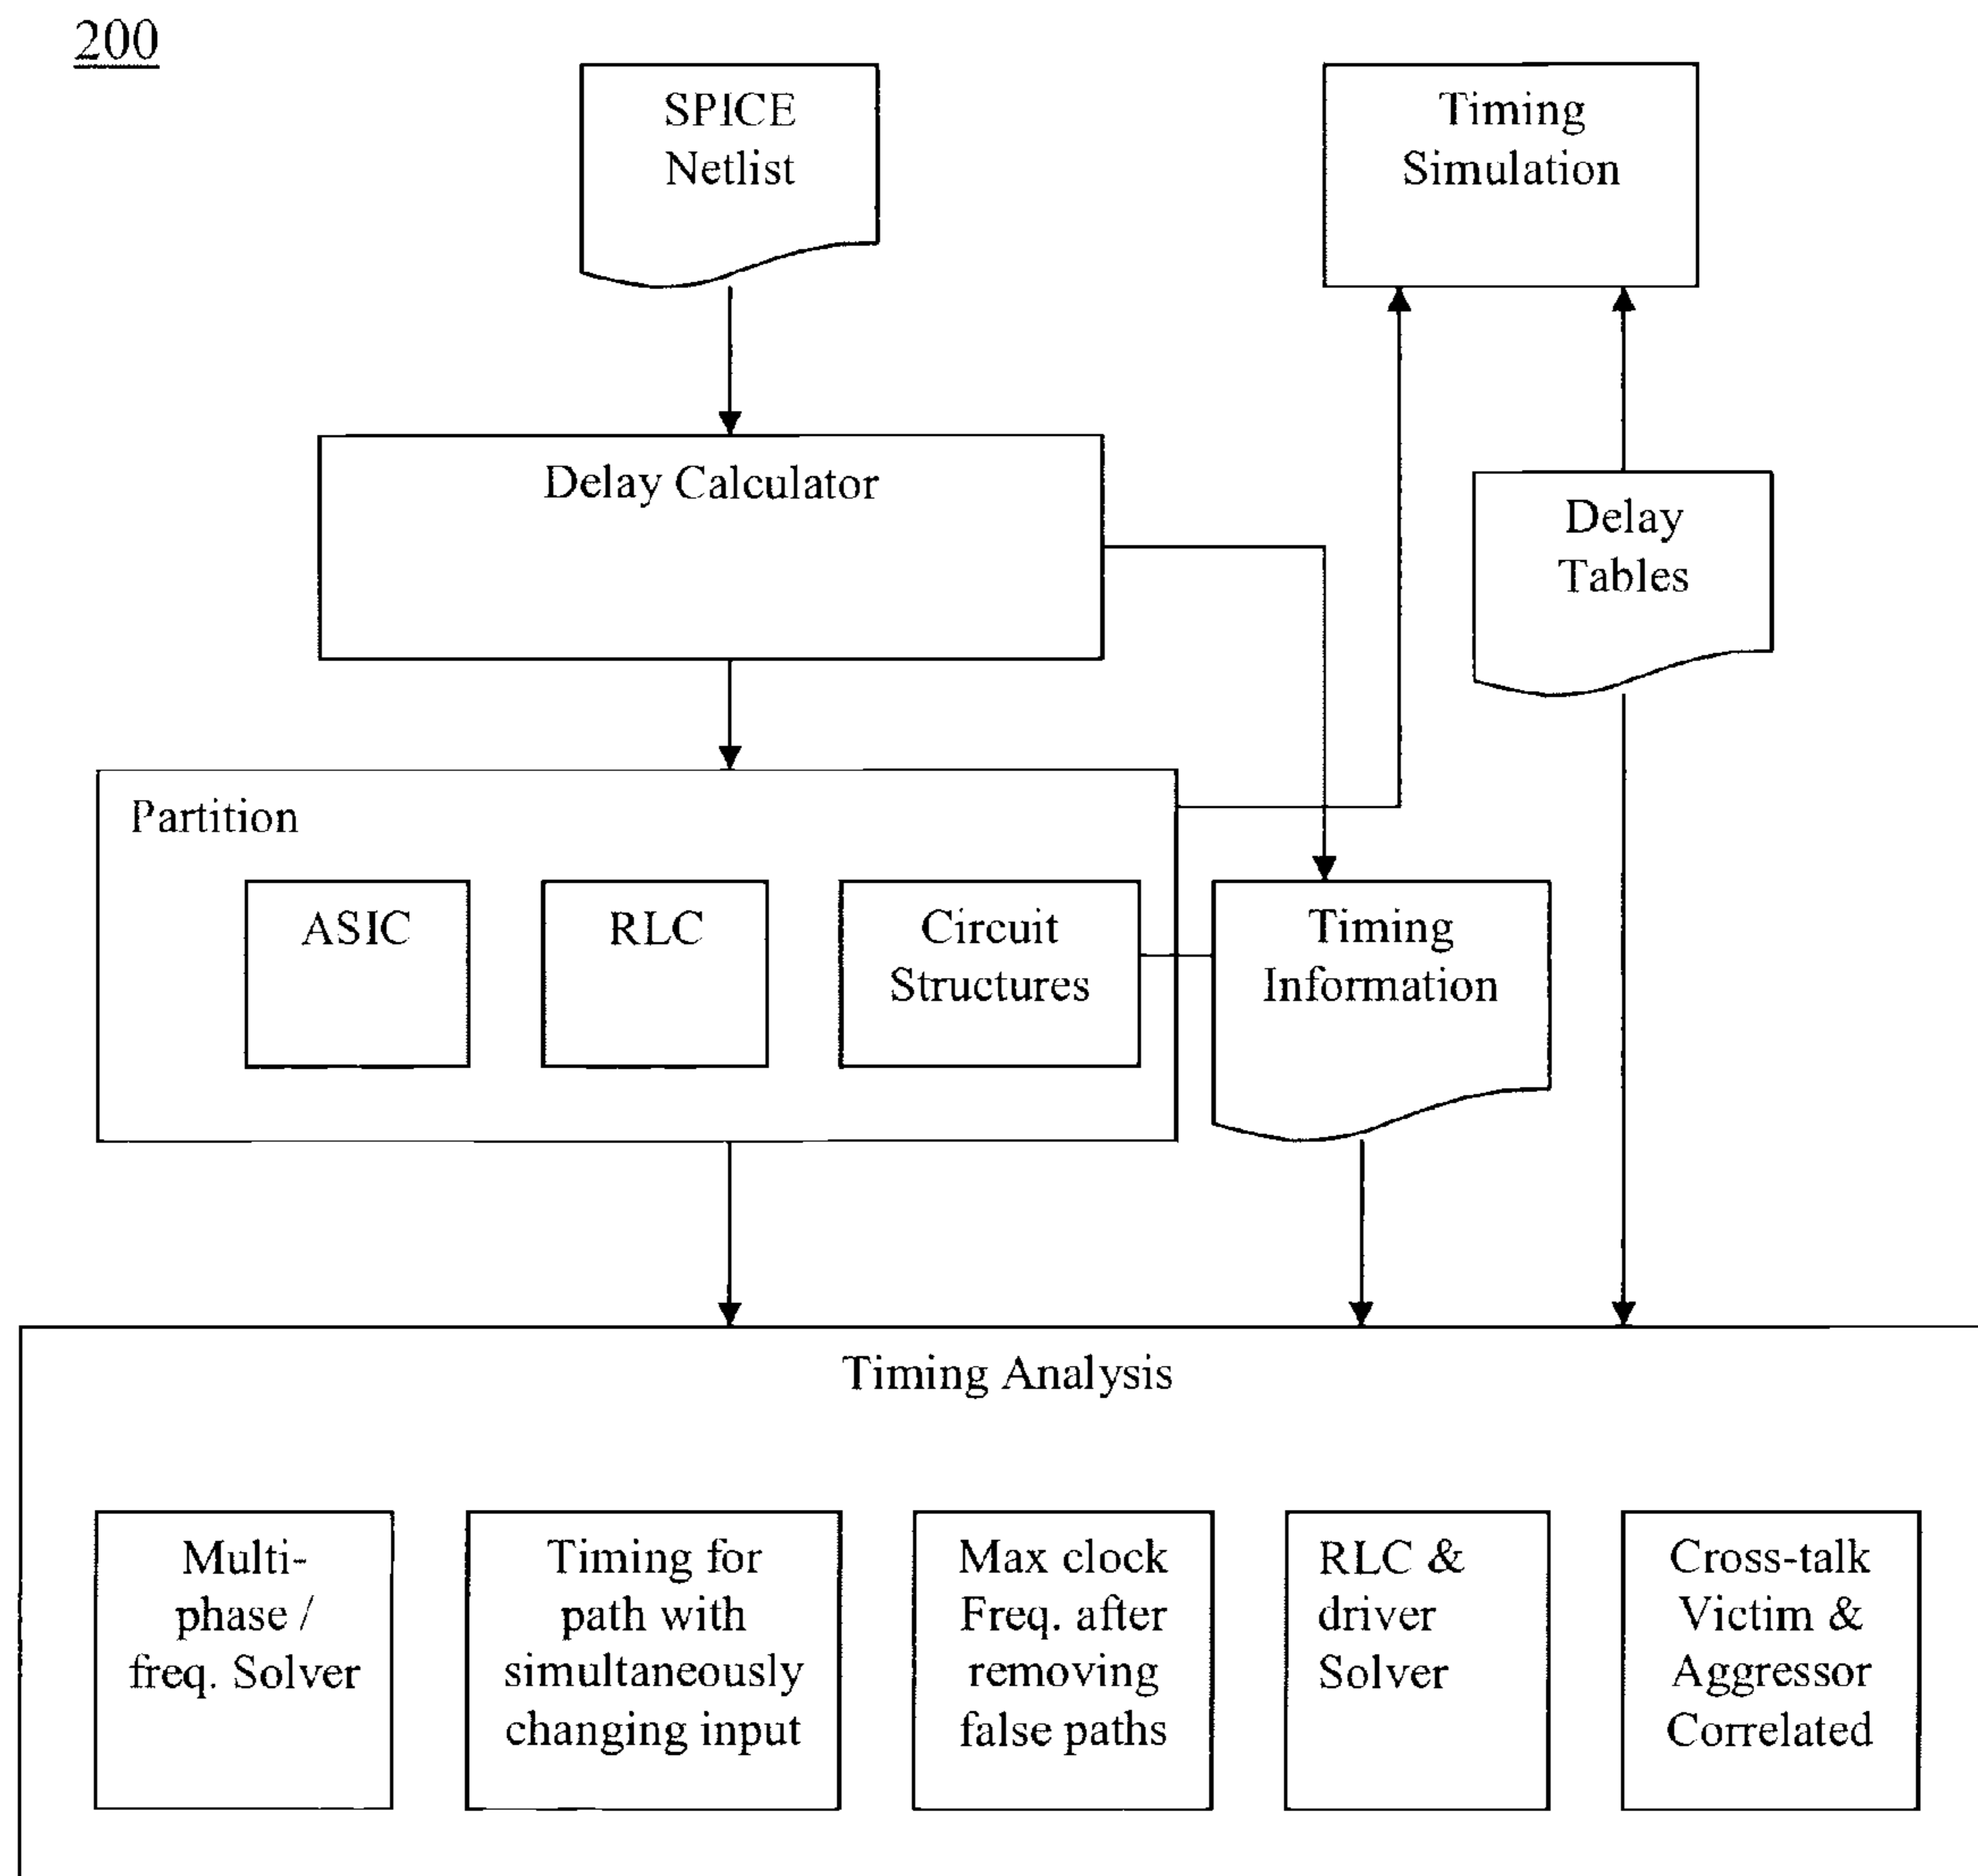 200
SPICE
Netlist
Timing
Simulation
Delay Calculator
Delay
Tables
Partition
ASIC
RLC
Circuit
Structures
Timing
Information
Timing Analysis
Multi-
phase /
freq. Solver
Timing for
path with
simultaneously
changing input
Max clock
Freq. after
removing
false paths
RLC &
driver
Solver
Cross-talk
Victim &
Aggressor
Correlated